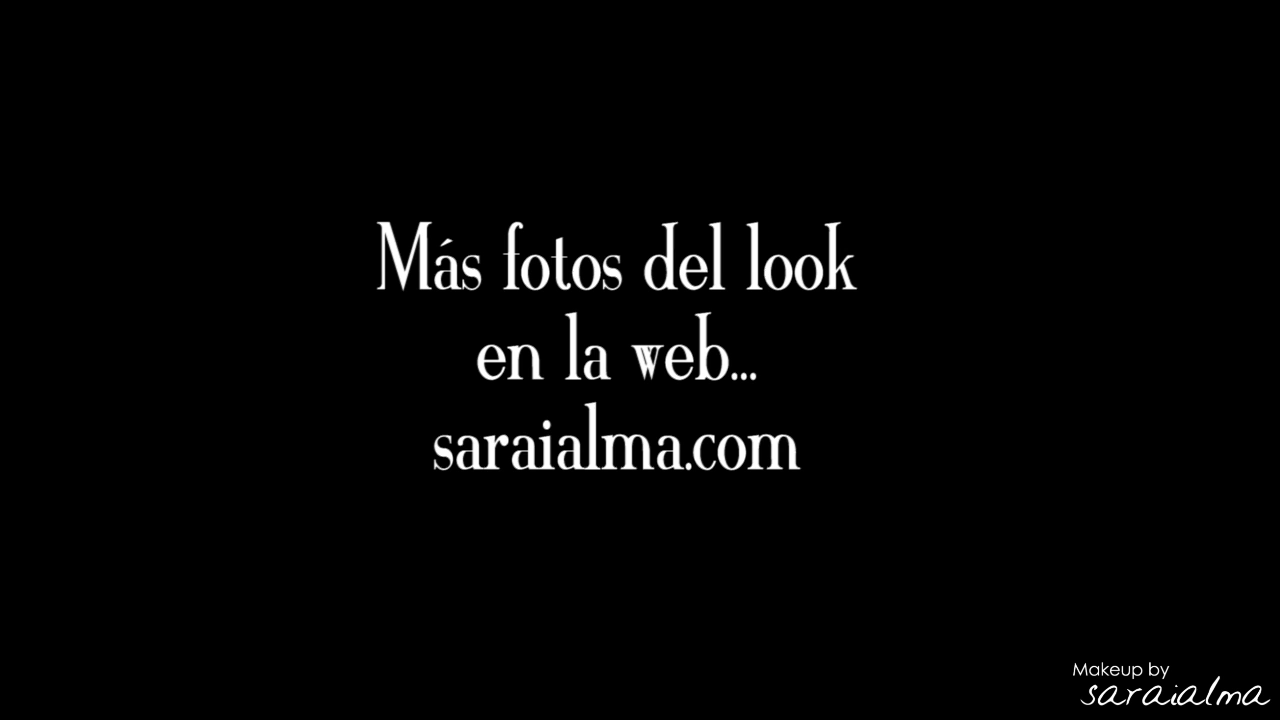 Más fotos del look
en la web...
saraialma.com
Makeup by
saraialma